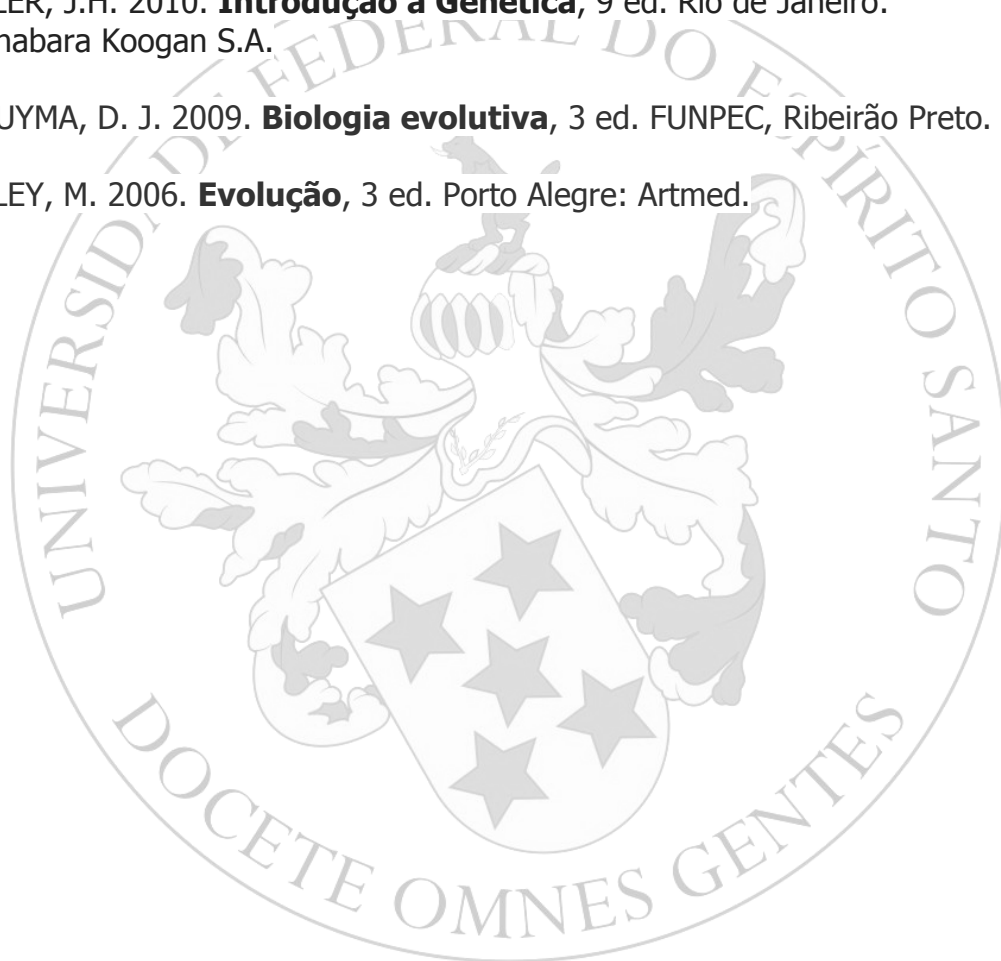 LER, J.H. 2010. Introdução a Genética, 9 ed. Rio de Janeiro:
nabara Koogan S.A.
UYMA, D. J. 2009. Biologia evolutiva, 3 ed. FUNPEC, Ribeirão Preto.
LEY, M. 2006. Evolução, 3 ed. Porto Alegre: Artmed.
UNIVERSIDADE FEDERAL DO ESPÍRITO SANTO
DOCETE OMNES GENTES